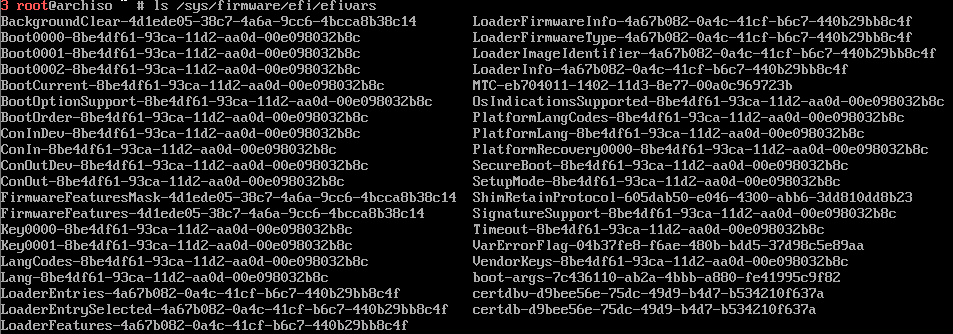 3 root@archiso ~ # ls /sys/firmware/efi/efivars
BackgroundClear-4d1ede05-38c7-4a6a-9cc6-4bcca8b38c14
Boot0000-8be4df61-93ca-11d2-aa0d-00e098032b8c
Boot0001-8be4df61-93ca-11d2-aa0d-00e098032b8c
Boot0002-8be4df61-93ca-11d2-aa0d-00e098032b8c
BootCurrent-8be4df61-93ca-11d2-aa0d-00e098032b8c
BootOptionSupport-8be4df61-93ca-11d2-aa0d-00e098032b8c
BootOrder-8be4df61-93ca-11d2-aa0d-00e098032b8c
ConInDev-8be4df61-93ca-11d2-aa0d-00e098032b8c
ConIn-8be4df61-93ca-11d2-aa0d-00e098032b8c
ConOutDev-8be4df61-93ca-11d2-aa0d-00e098032b8c
ConOut-8be4df61-93ca-11d2-aa0d-00e098032b8c
FirmwareFeaturesMask-4d1ede05-38c7-4a6a-9cc6-4bcca8b38c14
FirmwareFeatures-4d1ede05-38c7-4a6a-9cc6-4bcca8b38c14
Key0000-8be4df61-93ca-11d2-aa0d-00e098032b8c
Key0001-8be4df61-93ca-11d2-aa0d-00e098032b8c
LangCodes-8be4df61-93ca-11d2-aa0d-00e098032b8c
Lang-8be4df61-93ca-11d2-aa0d-00e098032b8c
LoaderEntries-4a67b082-0a4c-41cf-b6c7-440b29bb8c4f
LoaderEntrySelected-4a67b082-0a4c-41cf-b6c7-440b29bb8c4f
LoaderFeatures-4a67b082-0a4c-41cf-b6c7-440b29bb8c4f
LoaderFirmwareInfo-4a67b082-0a4c-41cf-b6c7-440b29bb8c4f
LoaderFirmwareType-4a67b082-0a4c-41cf-b6c7-440b29bb8c4f
LoaderImageIdentifier-4a67b082-0a4c-41cf-b6c7-440b29bb8c4f
LoaderInfo-4a67b082-0a4c-41cf-b6c7-440b29bb8c4f
MTC-eb704011-1402-11d3-8e77-00a0c969723b
OsIndicationsSupported-8be4df61-93ca-11d2-aa0d-00e098032b8c
PlatformLangCodes-8be4df61-93ca-11d2-aa0d-00e098032b8c
PlatformLang-8be4df61-93ca-11d2-aa0d-00e098032b8c
PlatformRecovery0000-8be4df61-93ca-11d2-aa0d-00e098032b8c
SecureBoot-8be4df61-93ca-11d2-aa0d-00e098032b8c
SetupMode-8be4df61-93ca-11d2-aa0d-00e098032b8c
ShimRetainProtocol-605dab50-e046-4300-abb6-3dd810dd8b23
SignatureSupport-8be4df61-93ca-11d2-aa0d-00e098032b8c
Timeout-8be4df61-93ca-11d2-aa0d-00e098032b8c
VarErrorFlag-04b37fe8-f6ae-480b-bdd5-37d98c5e89aa
VendorKeys-8be4df61-93ca-11d2-aa0d-00e098032b8c
boot-args-7c436110-ab2a-4bbb-a880-fe41995c9f82
certdbv-d9bee56e-75dc-49d9-b4d7-b534210f637a
certdb-d9bee56e-75dc-49d9-b4d7-b534210f637a